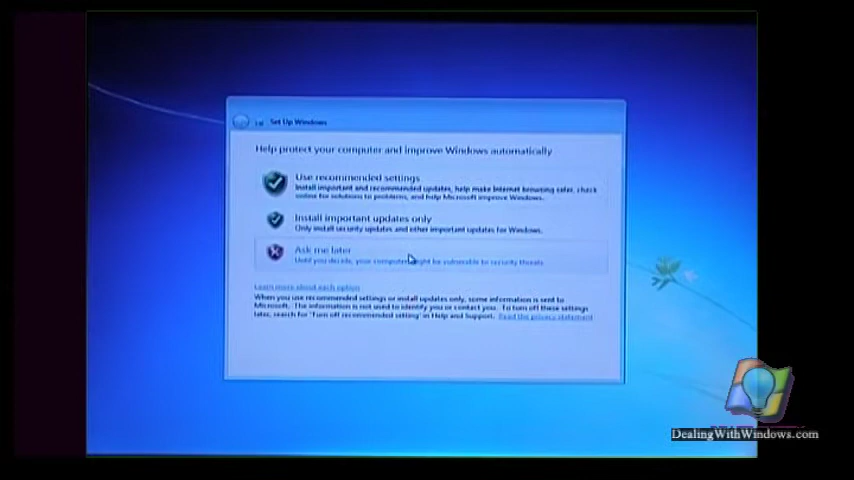 Set Up Windows
Help protect your computer and improve Windows automatically
Use recommended settings
Install important and recommended updates, help make Internet browsing safer, check
online for solutions to problems, and help Microsoft improve Windows.
Install important updates only
Only install security updates and other important updates for Windows.
Ask me later
Until you decide, your computer might be vulnerable to security threats
Learn more about each option
When you use recommended settings or install updates only, some information is sent to
Microsoft. The information is not used to identify you or contact you. To turn off these settings
later, search for "Turn off recommended setting" in Help and Support. Read the privacy statement
DealingWithWindows.com